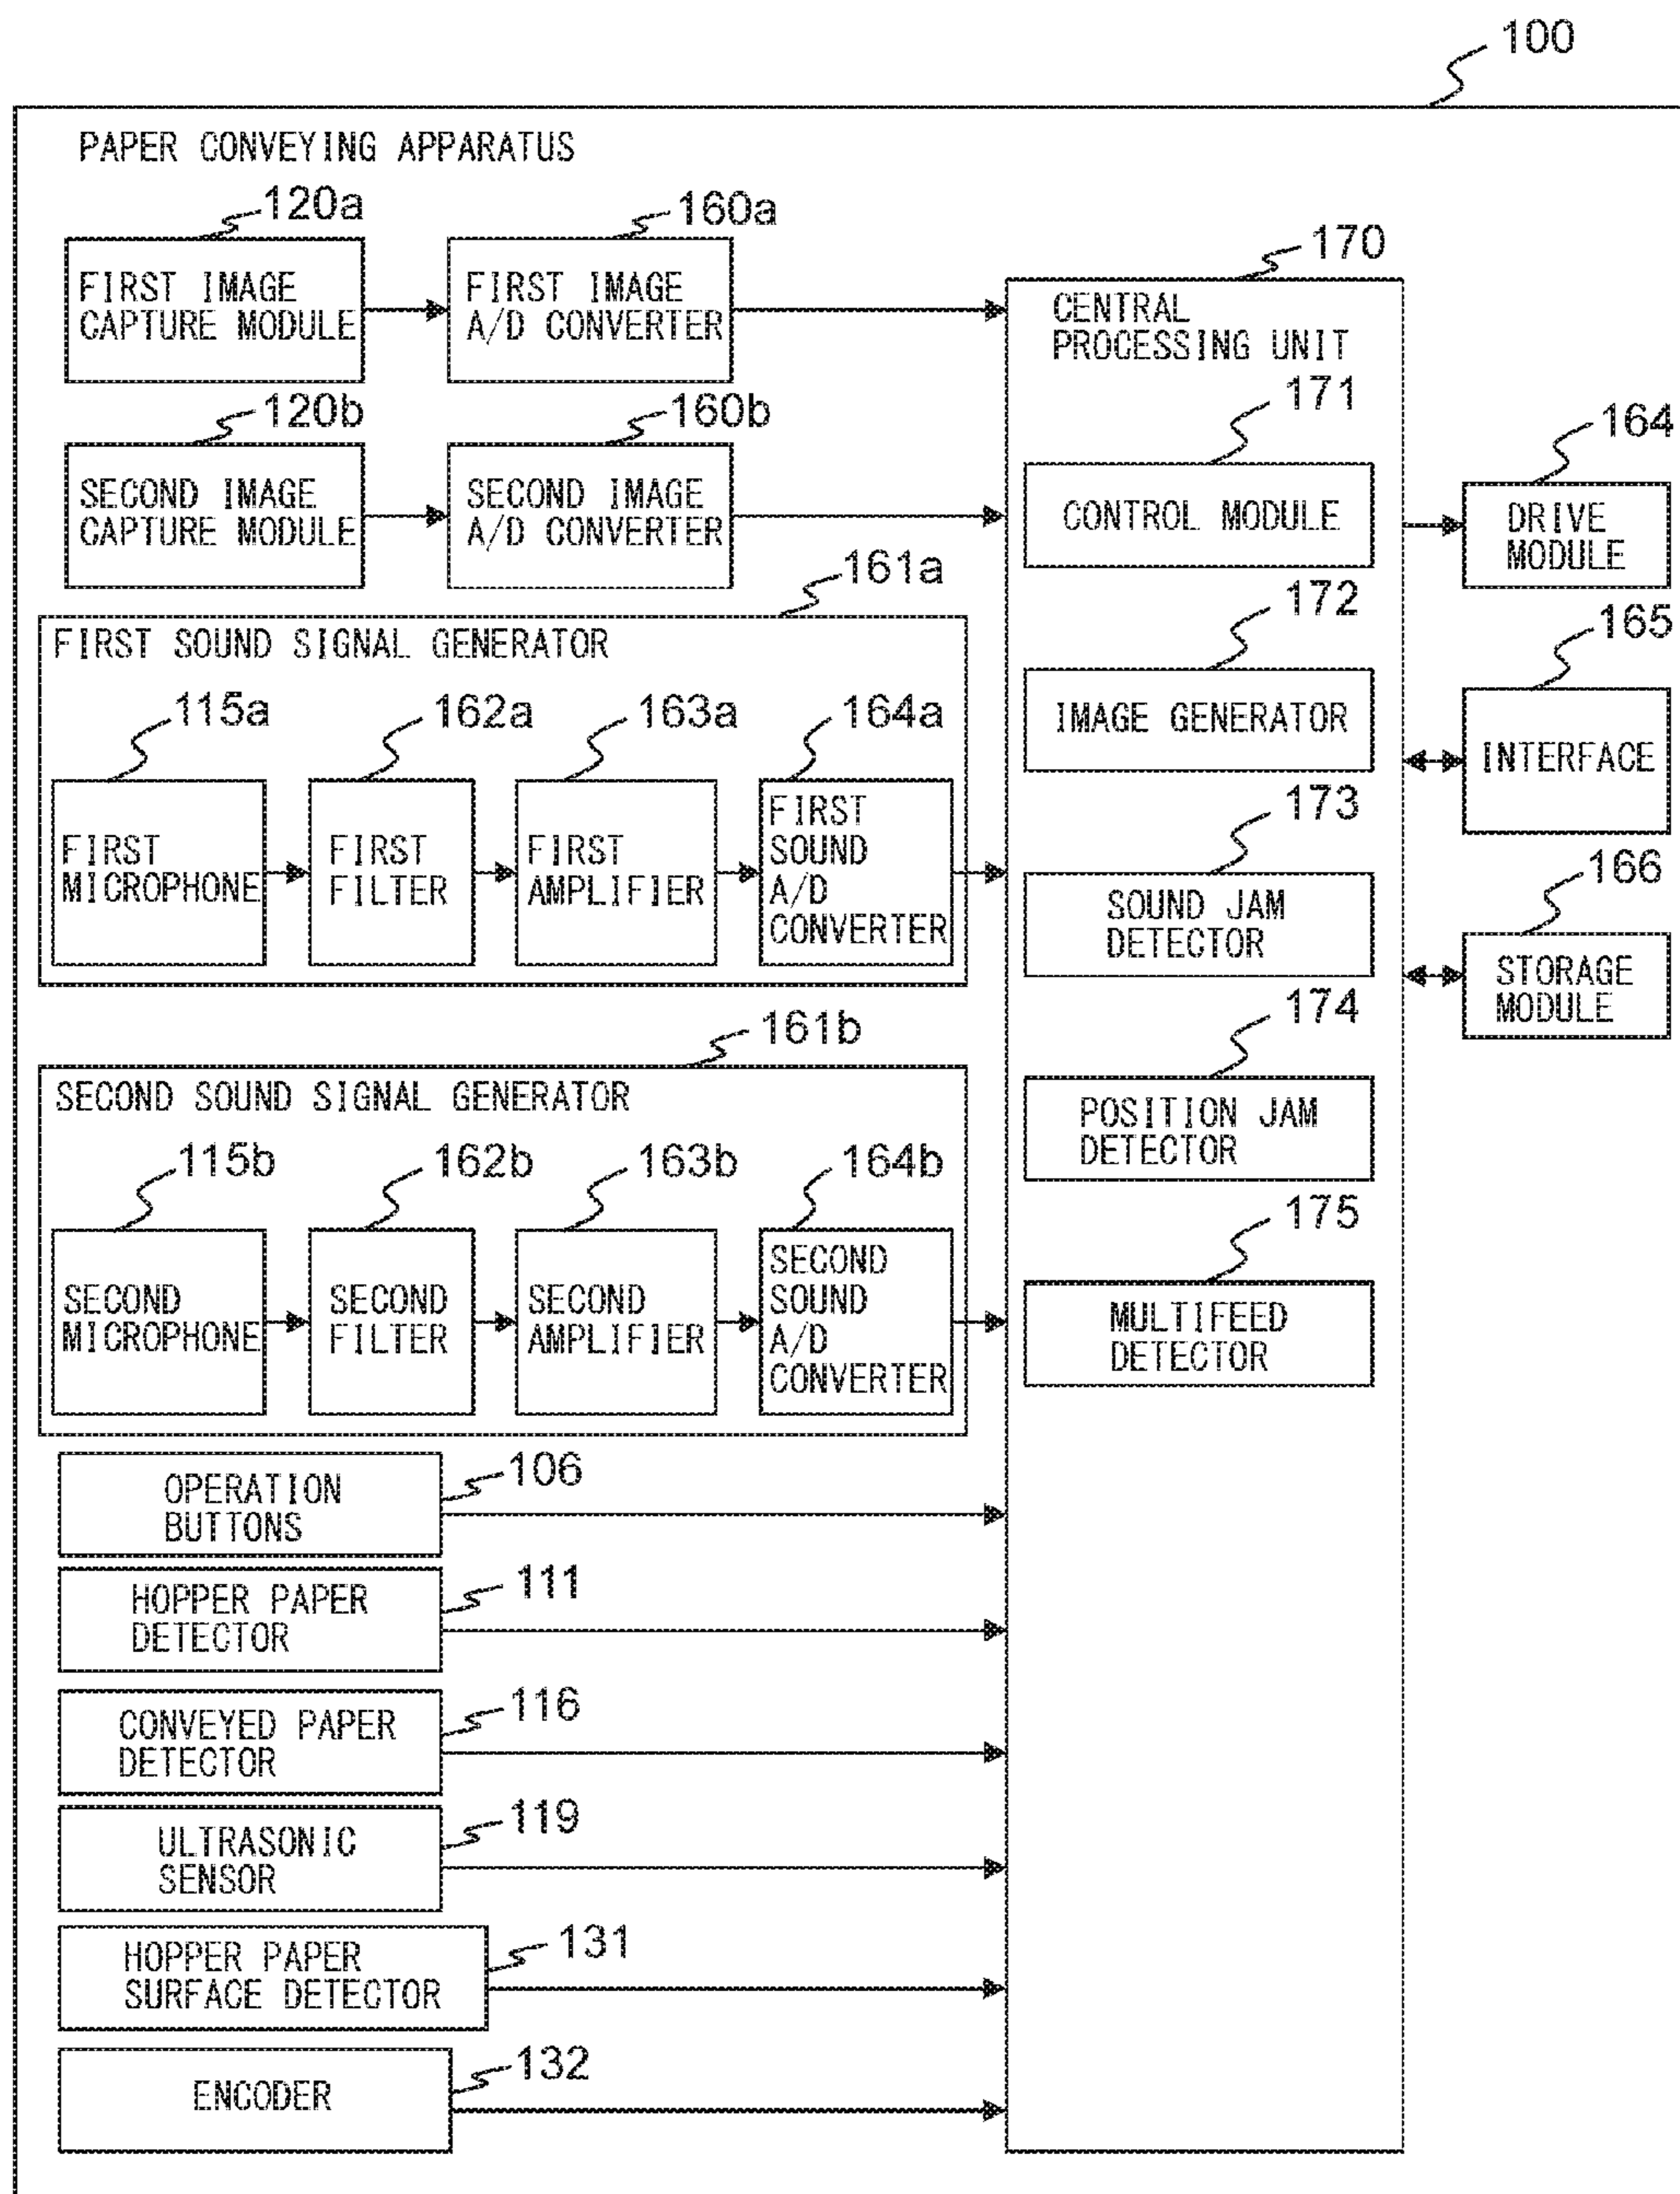 100
PAPER CONVEYING APPARATUS
120a
160a
FIRST IMAGE
CAPTURE MODULE
FIRST IMAGE
A/D CONVERTER
120b
160b
SECOND IMAGE
CAPTURE MODULE
SECOND IMAGE
A/D CONVERTER
161a
FIRST SOUND SIGNAL GENERATOR
115a
162a
163a
164a
FIRST
MICROPHONE
FIRST
FILTER
FIRST
AMPLIFIER
FIRST
SOUND
A/D
CONVERTER
161b
SECOND SOUND SIGNAL GENERATOR
115b
162b
163b
164b
SECOND
MICROPHONE
SECOND
FILTER
SECOND
AMPLIFIER
SECOND
SOUND
A/D
CONVERTER
OPERATION
BUTTONS
106
HOPPER PAPER
DETECTOR
111
CONVEYED PAPER
DETECTOR
116
ULTRASONIC
SENSOR
119
HOPPER PAPER
SURFACE DETECTOR
131
ENCODER
132
170
CENTRAL
PROCESSING UNIT
171
CONTROL MODULE
172
IMAGE GENERATOR
173
SOUND JAM
DETECTOR
174
POSITION JAM
DETECTOR
175
MULTIFEED
DETECTOR
164
DRIVE
MODULE
165
INTERFACE
166
STORAGE
MODULE